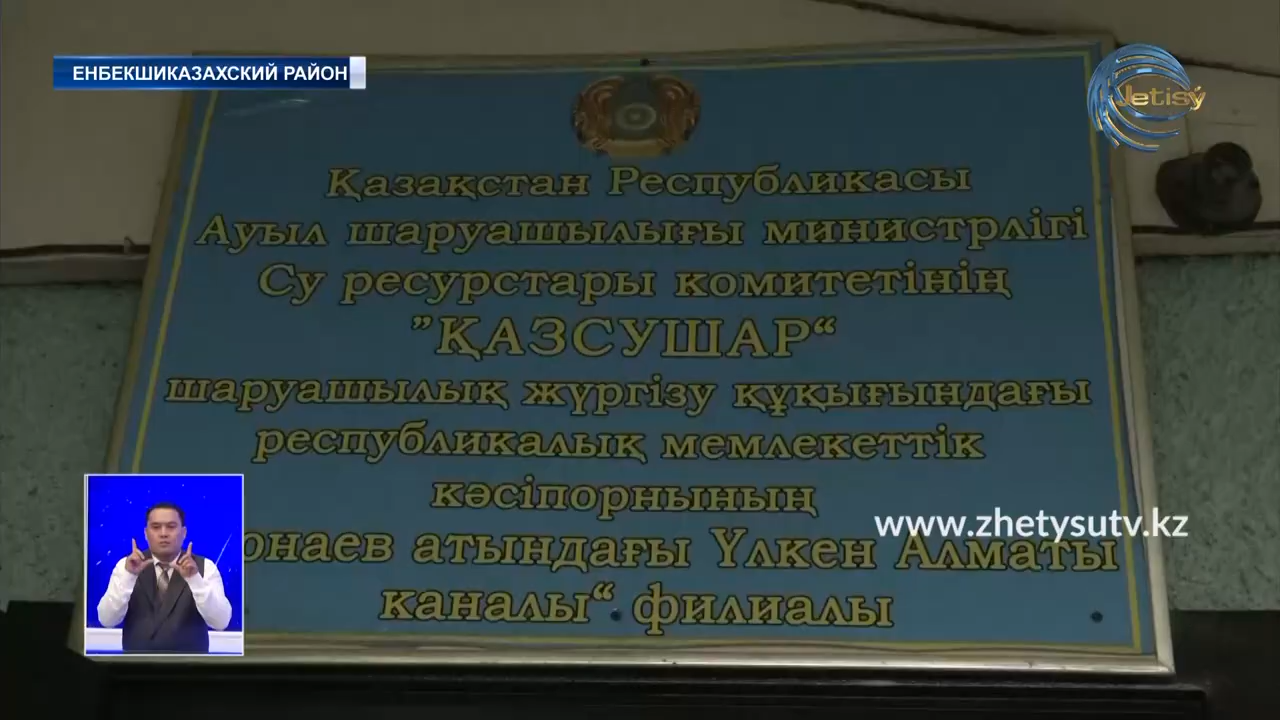 ЕНБЕКШИКАЗАХСКИЙ РАЙОН
Jetisý
Қазақстан Республикасы
Ауыл шаруашылығы министрлігі
Су ресурстары комитетінің
”ҚАЗСУШАР“
шаруашылық жүргізу құқығындағы
республикалық мемлекеттік
кәсіпорнының
www.zhetysutv.kz
атындағы Үлкен Алматы
каналы“ филиалы